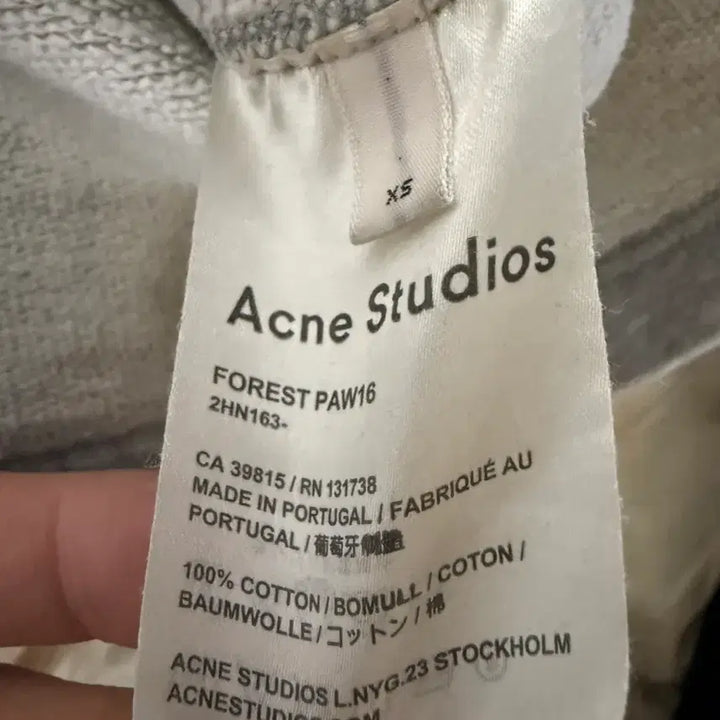 XS
Acne Studios
FOREST PAW16
2HN163-
CA 39815 / RN 131738
MADE IN PORTUGAL / FABRIQUÉ AU
PORTUGAL / 葡萄牙製造
100% COTTON / BOMULL / COTON /
BAUMWOLLE / コットン / 棉
ACNE STUDIOS L.NYG.23 STOCKHOLM